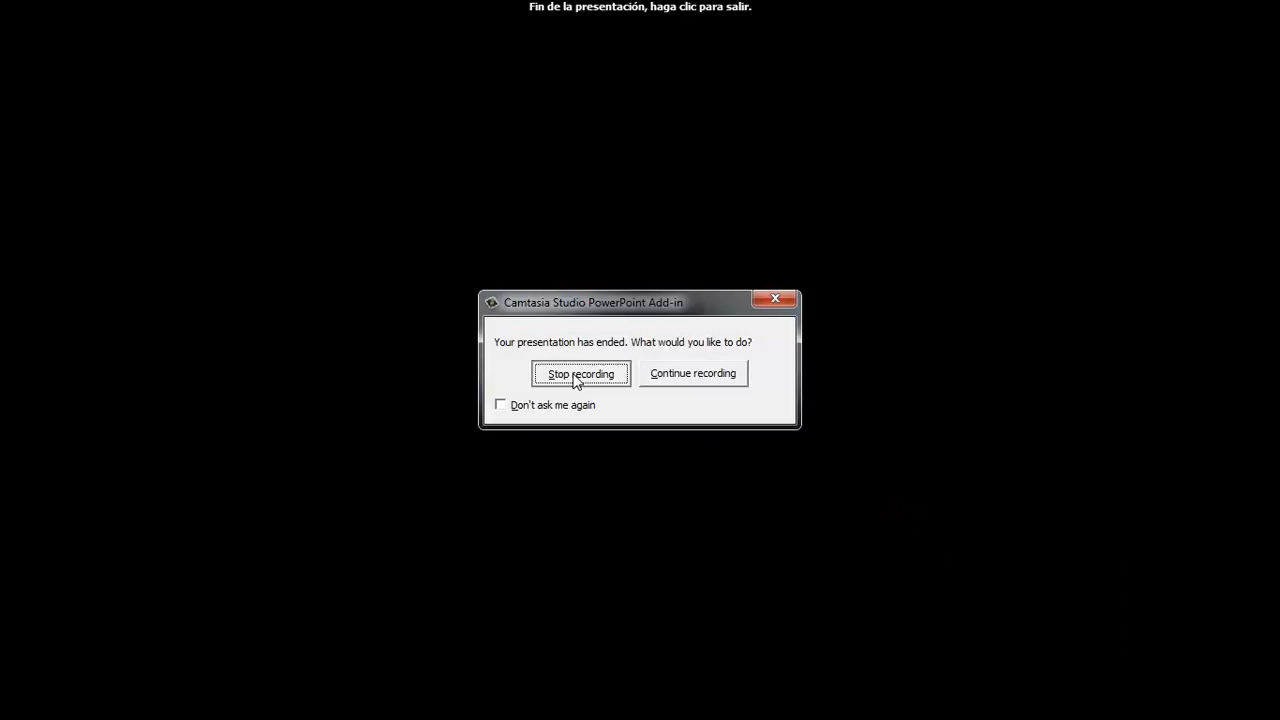 Fin de la presentación, haga clic para salir.
Camtasia Studio PowerPoint Add-in
Your presentation has ended. What would you like to do?
Stop recording Continue recording
Don't ask me again